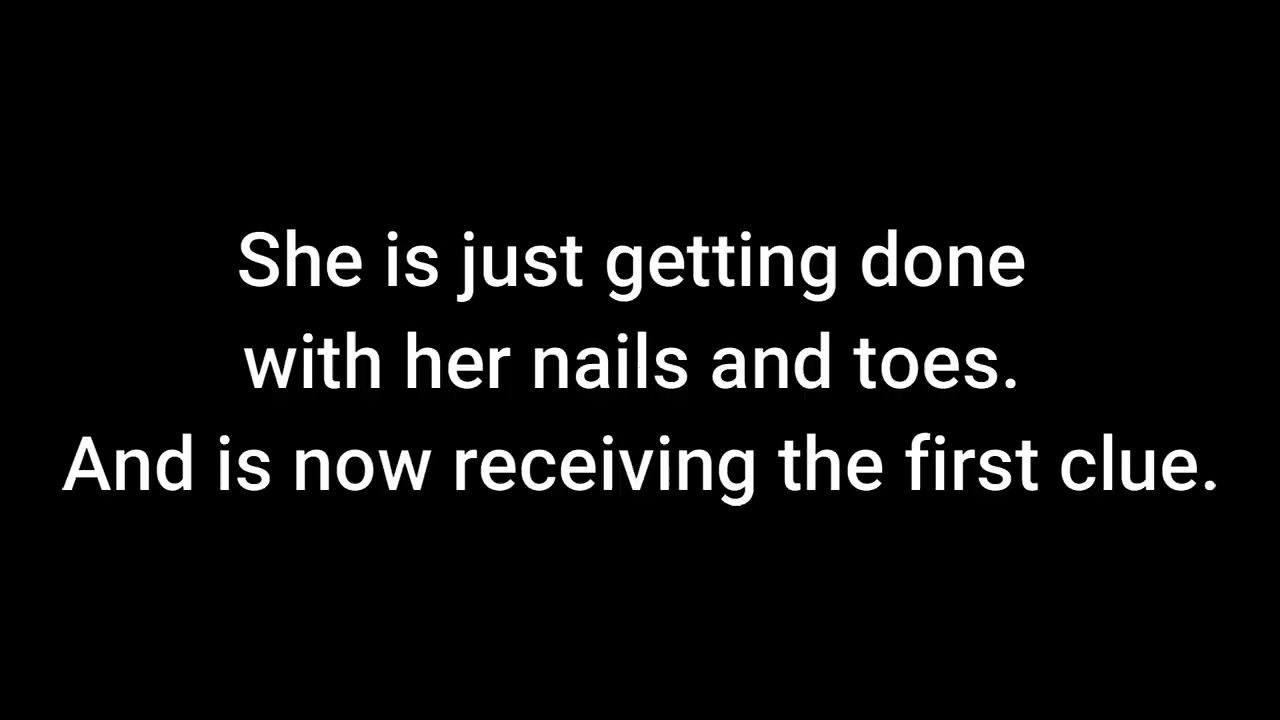 She is just getting done
with her nails and toes.
And is now receiving the first clue.